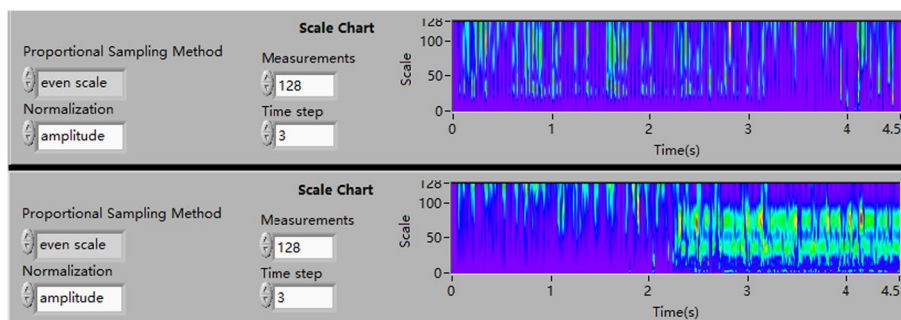 Scale Chart
Proportional Sampling Method
Measurements
even scale
128
Normalization
Time step
amplitude
3
128
100
50
0
Scale
0 1 2 3 4 4.5
Time(s)
Scale Chart
Proportional Sampling Method
Measurements
even scale
128
Normalization
Time step
amplitude
3
128
100
50
0
Scale
0 1 2 3 4 4.5
Time(s)